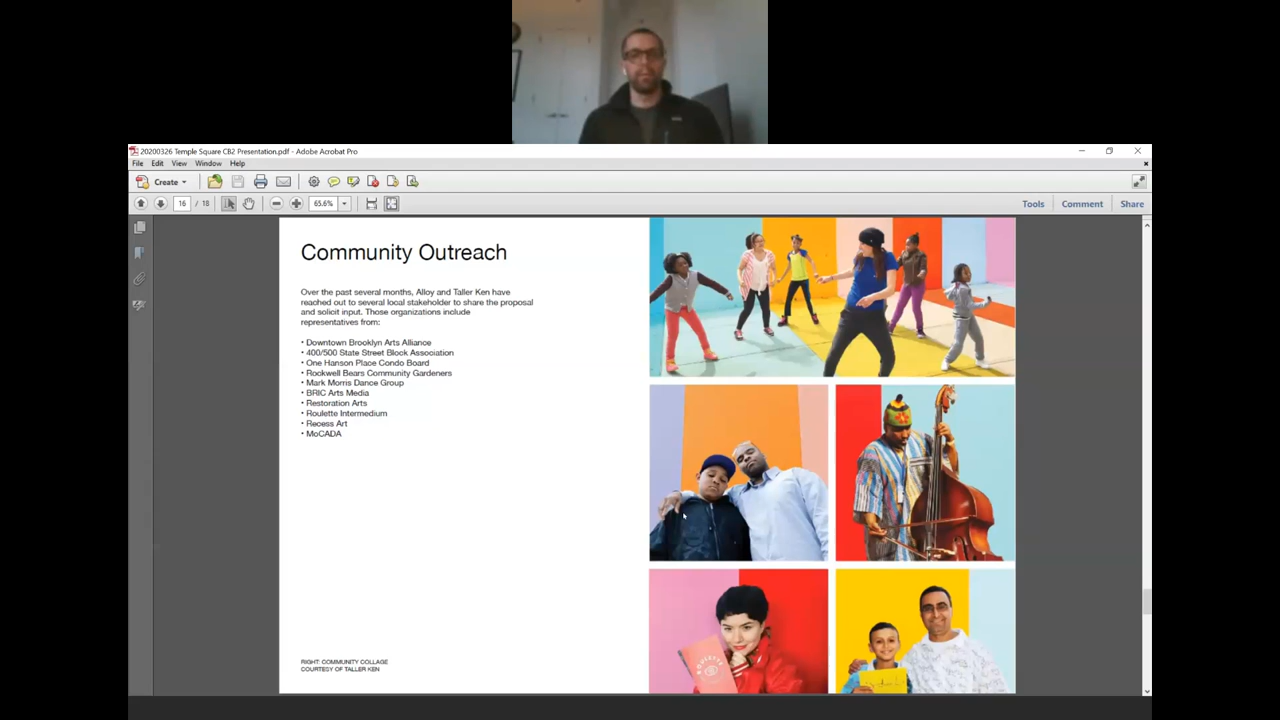 20200326 Temple Square CB2 Presentation.pdf - Adobe Acrobat Pro
File Edit View Window Help
Create
16 / 18 65.6% Tools Comment Share
Community Outreach
Over the past several months, Alloy and Taller Ken have
reached out to several local stakeholder to share the proposal
and solicit input. Those organizations include
representatives from:
• Downtown Brooklyn Arts Alliance
• 400/500 State Street Block Association
• One Hanson Place Condo Board
• Rockwell Bears Community Gardeners
• Mark Morris Dance Group
• BRIC Arts Media
• Restoration Arts
• Roulette Intermedium
• Recess Art
• MoCADA
ROULETTE
RIGHT: COMMUNITY COLLAGE
COURTESY OF TALLER KEN